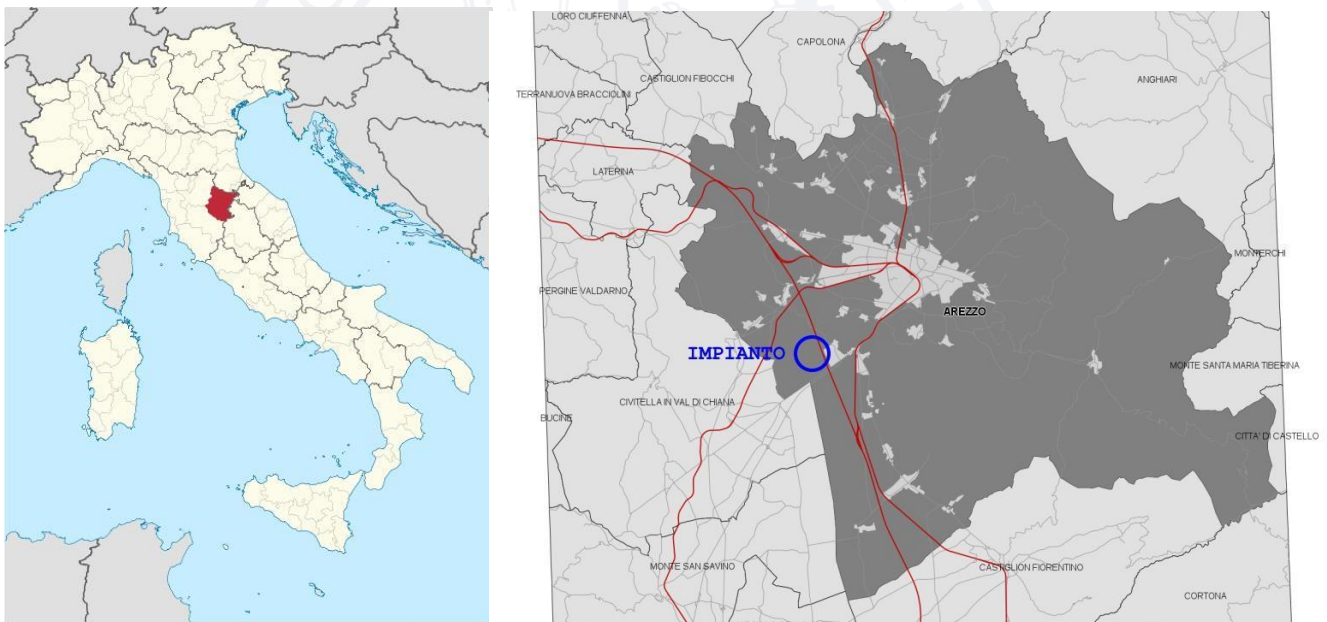 LORO CIUFFENNA
CAPOLONA
ANGHIARI
CASTIGLION FIBOCCHI
TERRANUOVA BRACCIOLINI
LATERINA
MONTERCHI
PERGINE VALDARNO
AREZZO
IMPIANTO
MONTE SANTA MARIA TIBERINA
CIVITELLA IN VAL DI CHIANA
BUCINE
CITTA' DI CASTELLO
MONTE SAN SAVINO
CASTIGLION FIORENTINO
CORTONA